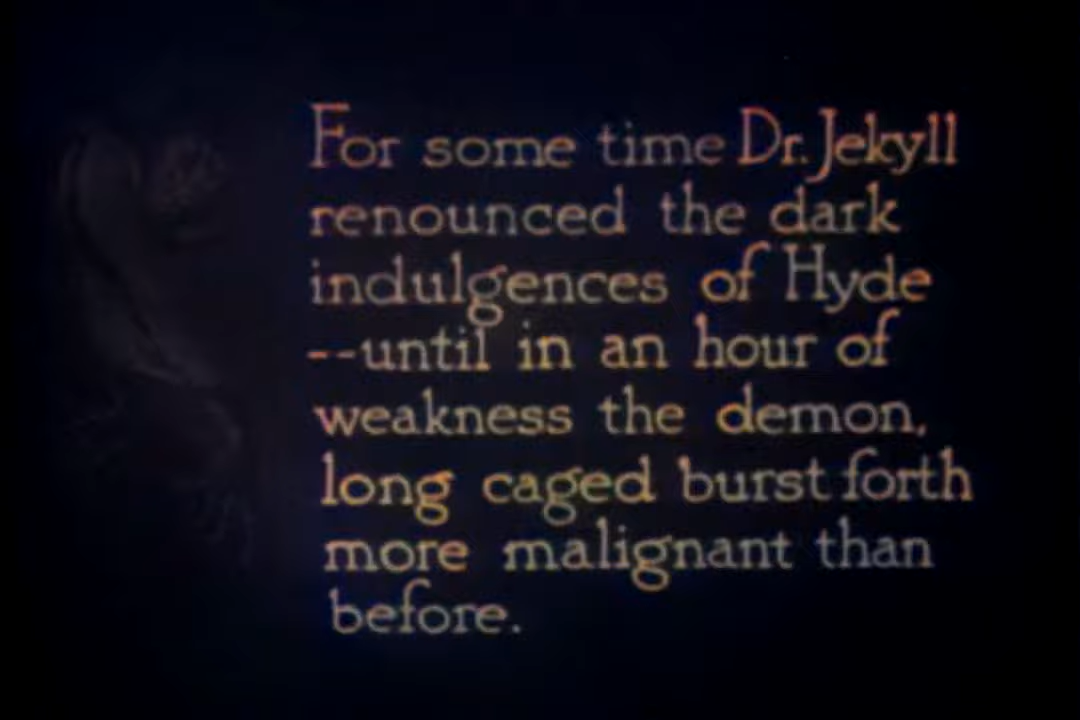 For some time Dr. Jekyll
renounced the dark
indulgences of Hyde
--until in an hour of
weakness the demon,
long caged burst forth
more malignant than
before.